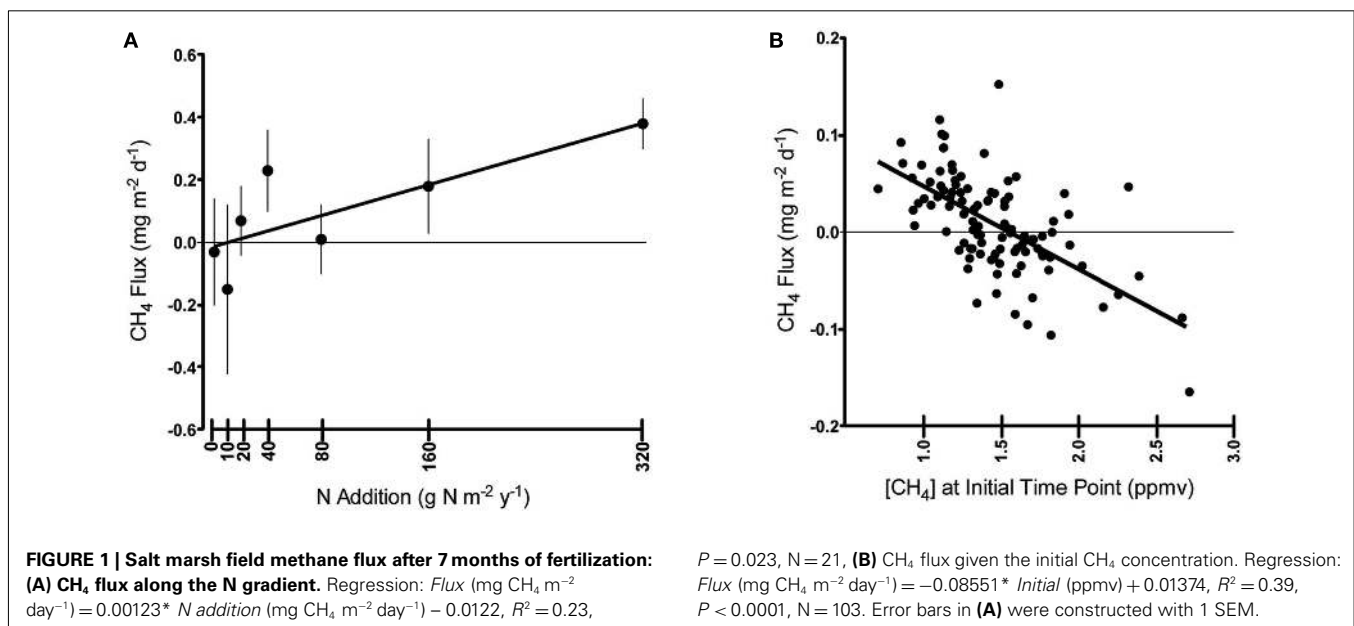 A
B
0.6
0.4
0.2
0.0
-0.2
-0.4
-0.6
CH₄ Flux (mg m⁻² d⁻¹)
0
10
20
40
80
160
320
N Addition (g N m⁻² y⁻¹)
0.2
0.1
0.0
-0.1
-0.2
CH₄ Flux (mg m⁻² d⁻¹)
1.0
1.5
2.0
2.5
3.0
[CH₄] at Initial Time Point (ppmv)
FIGURE 1 | Salt marsh field methane flux after 7 months of fertilization:
(A) CH₄ flux along the N gradient. Regression: Flux (mg CH₄ m⁻²
day⁻¹) = 0.00123* N addition (mg CH₄ m⁻² day⁻¹) – 0.0122, R² = 0.23,
P = 0.023, N = 21, (B) CH₄ flux given the initial CH₄ concentration. Regression:
Flux (mg CH₄ m⁻² day⁻¹) = −0.08551* Initial (ppmv) + 0.01374, R² = 0.39,
P < 0.0001, N = 103. Error bars in (A) were constructed with 1 SEM.